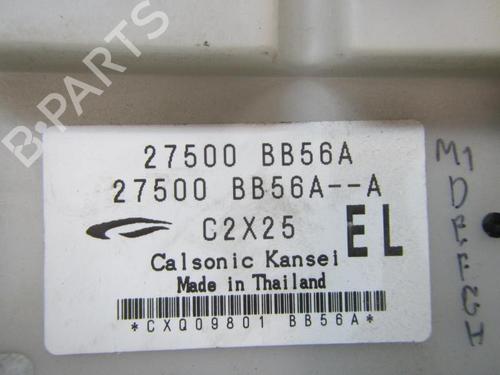 27500 BB56A
27500 BB56A--A
C2X25
EL
Calsonic Kansei
Made in Thailand
*CXQ09801 BB56A*
M1
D
E
F
G
H
B-PARTS